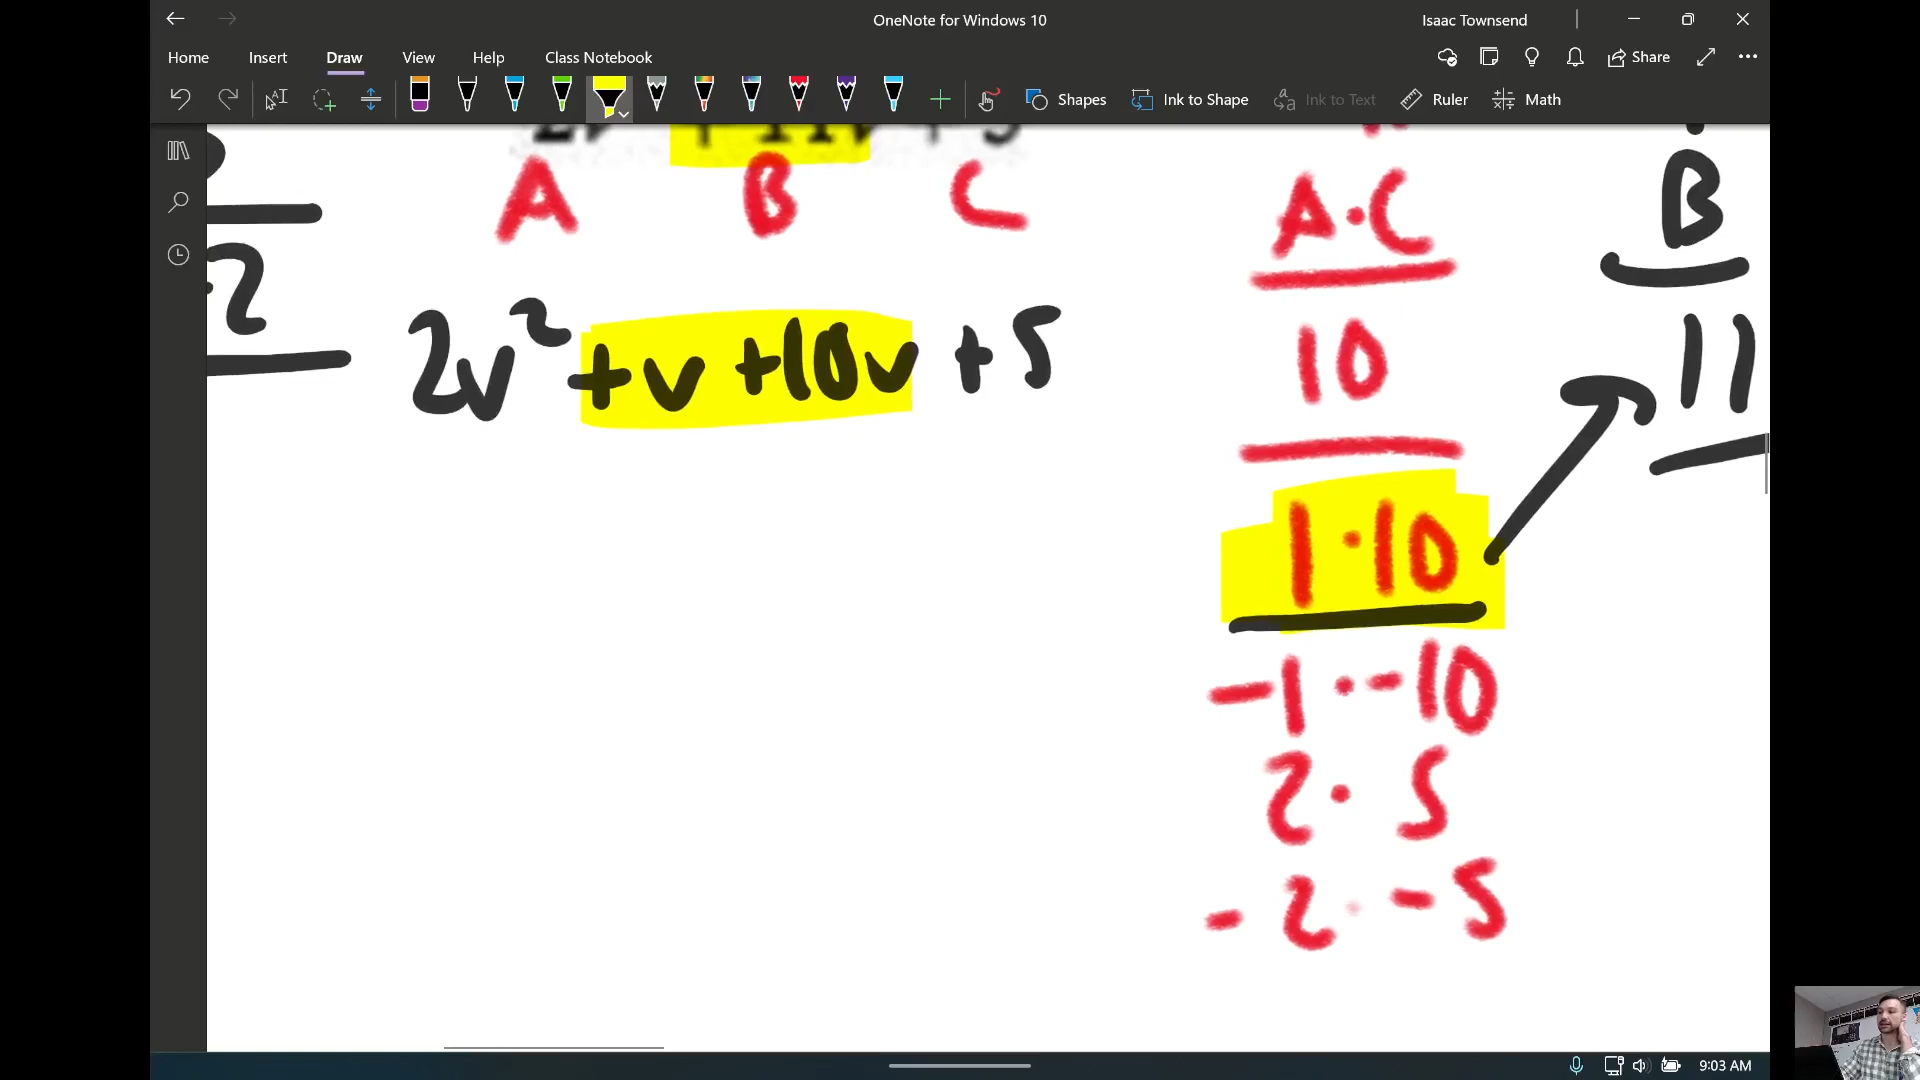 OneNote for Windows 10
Isaac Townsend
Home Insert Draw View Help Class Notebook
Share
Shapes Ink to Shape Ink to Text Ruler Math
A B C
A·C
B
2
10
11
2v² +v +10v +5
1·10
-1·-10
2·5
-2·-5
9:03 AM